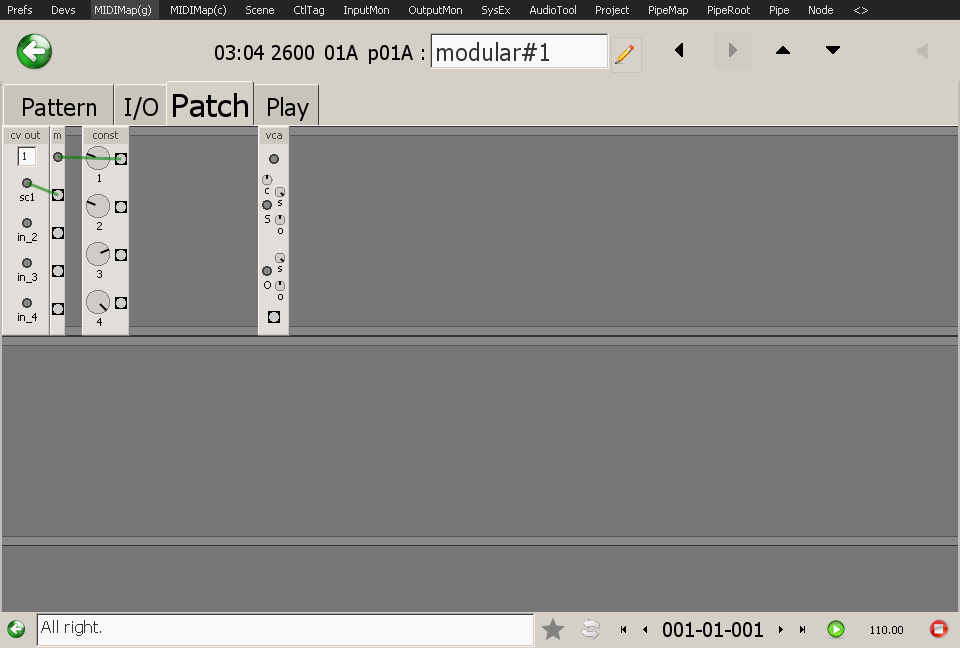 Prefs Devs MIDIMap(g) MIDIMap(c) Scene CtlTag InputMon OutputMon SysEx AudioTool Project PipeMap PipeRoot Pipe Node <>
03:04 2600 01A p01A : modular#1
Pattern I/O Patch Play
cv out m const vca
1
1
c
sc1 s
S
2 o
in_2
s
3 O
in_3 o
4
in_4
All right. 001-01-001 110.00